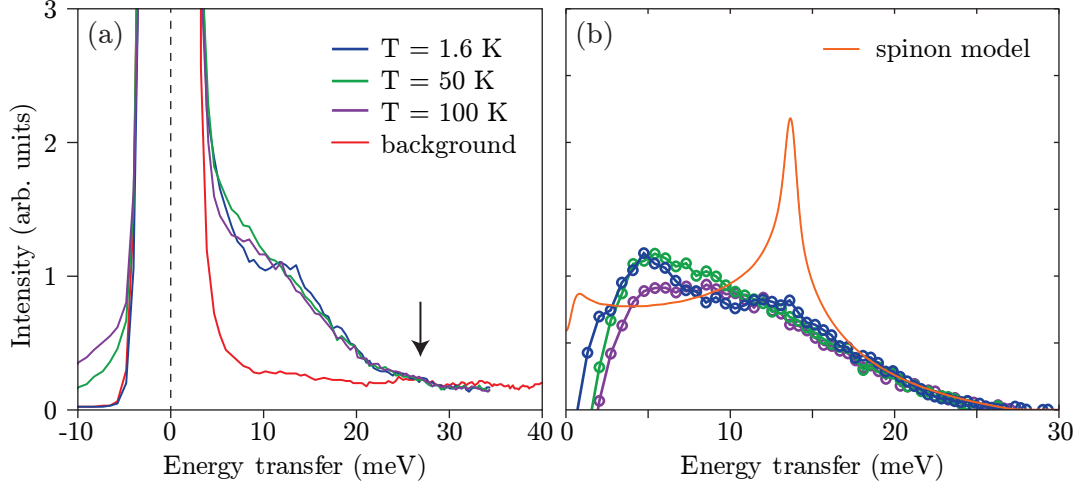 (a)
T = 1.6 K
T = 50 K
T = 100 K
background
3
2
1
0
Intensity (arb. units)
-10
0
10
20
30
40
Energy transfer (meV)
(b)
spinon model
0
10
20
30
Energy transfer (meV)